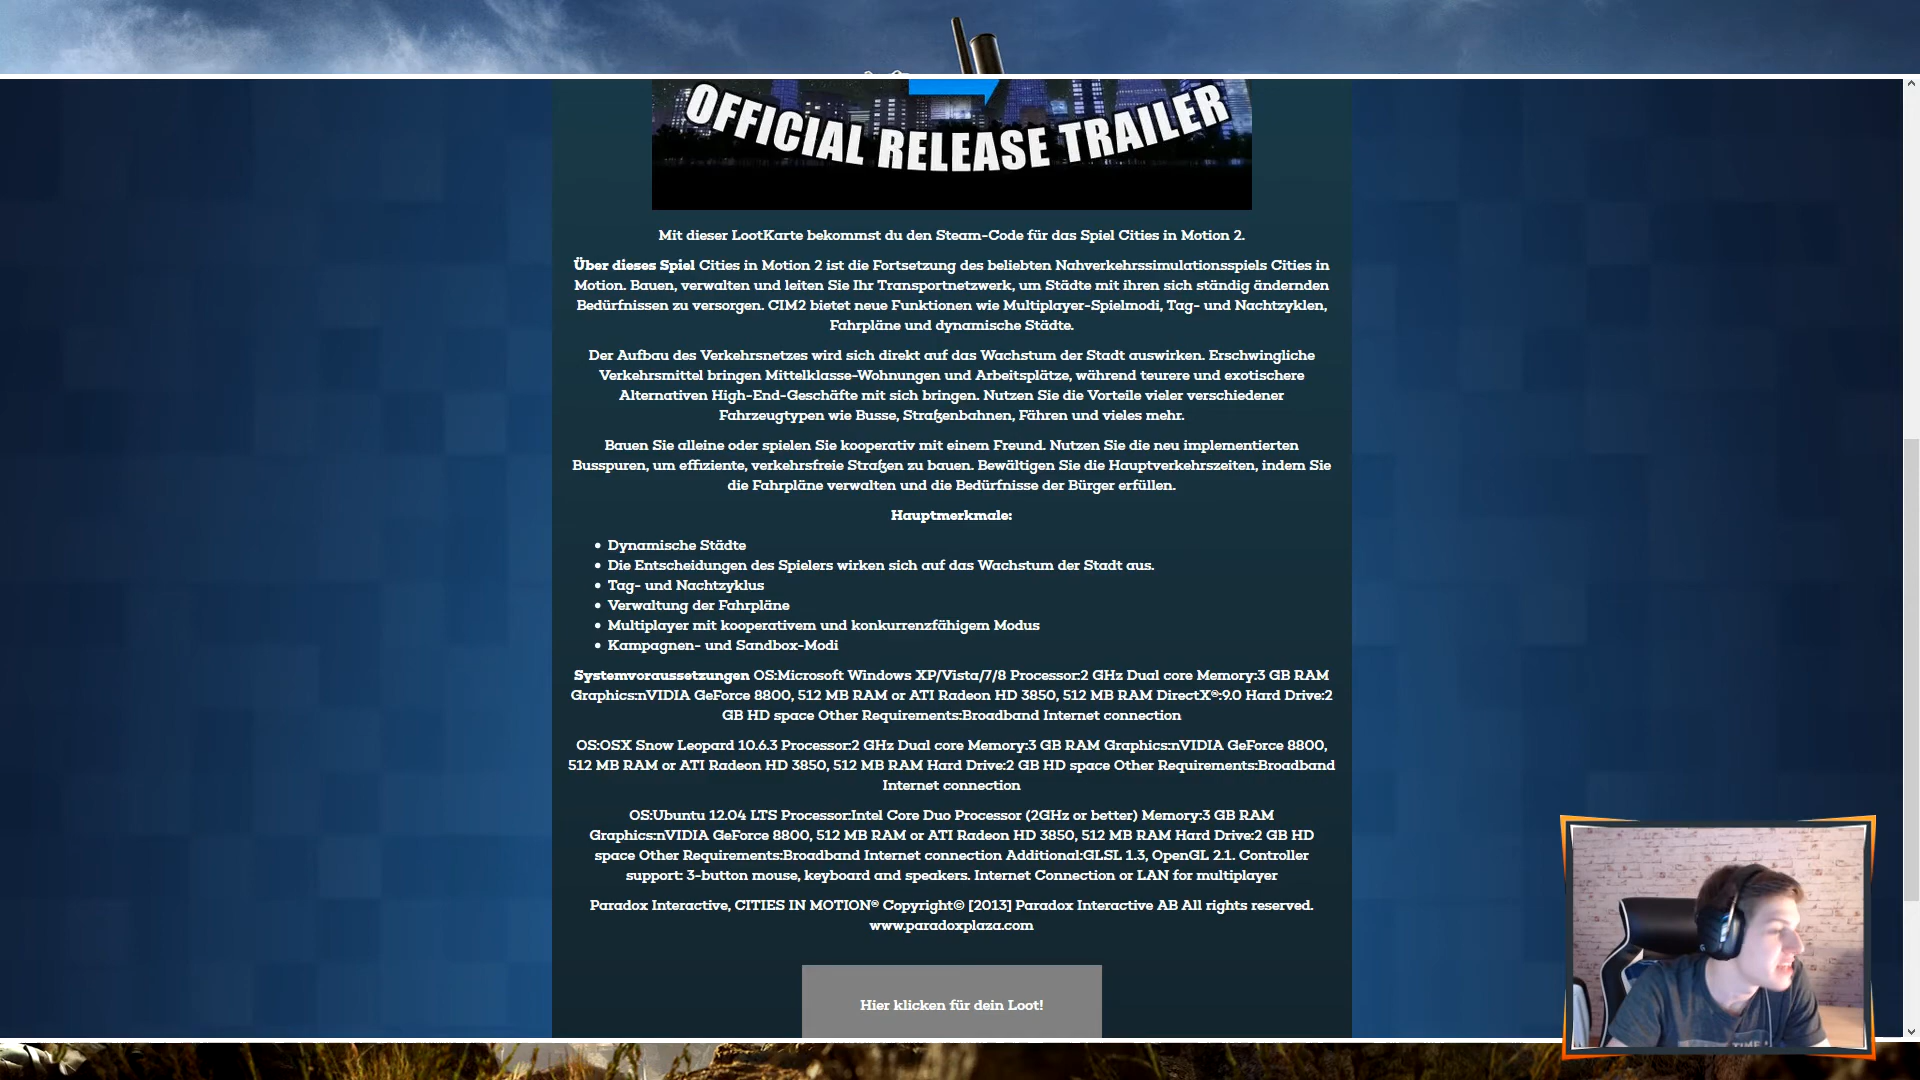 OFFICIAL RELEASE TRAILER
Mit dieser LootKarte bekommst du den Steam-Code für das Spiel Cities in Motion 2.
Über dieses Spiel Cities in Motion 2 ist die Fortsetzung des beliebten Nahverkehrssimulationsspiels Cities in
Motion. Bauen, verwalten und leiten Sie Ihr Transportnetzwerk, um Städte mit ihren sich ständig ändernden
Bedürfnissen zu versorgen. CIM2 bietet neue Funktionen wie Multiplayer-Spielmodi, Tag- und Nachtzyklen,
Fahrpläne und dynamische Städte.
Der Aufbau des Verkehrsnetzes wird sich direkt auf das Wachstum der Stadt auswirken. Erschwingliche
Verkehrsmittel bringen Mittelklasse-Wohnungen und Arbeitsplätze, während teurere und exotischere
Alternativen High-End-Geschäfte mit sich bringen. Nutzen Sie die Vorteile vieler verschiedener
Fahrzeugtypen wie Busse, Straßenbahnen, Fähren und vieles mehr.
Bauen Sie alleine oder spielen Sie kooperativ mit einem Freund. Nutzen Sie die neu implementierten
Busspuren, um effiziente, verkehrsfreie Straßen zu bauen. Bewältigen Sie die Hauptverkehrszeiten, indem Sie
die Fahrpläne verwalten und die Bedürfnisse der Bürger erfüllen.
Hauptmerkmale:
• Dynamische Städte
• Die Entscheidungen des Spielers wirken sich auf das Wachstum der Stadt aus.
• Tag- und Nachtzyklus
• Verwaltung der Fahrpläne
• Multiplayer mit kooperativem und konkurrenzfähigem Modus
• Kampagnen- und Sandbox-Modi
Systemvoraussetzungen OS:Microsoft Windows XP/Vista/7/8 Processor:2 GHz Dual core Memory:3 GB RAM
Graphics:nVIDIA GeForce 8800, 512 MB RAM or ATI Radeon HD 3850, 512 MB RAM DirectX®:9.0 Hard Drive:2
GB HD space Other Requirements:Broadband Internet connection
OS:OSX Snow Leopard 10.6.3 Processor:2 GHz Dual core Memory:3 GB RAM Graphics:nVIDIA GeForce 8800,
512 MB RAM or ATI Radeon HD 3850, 512 MB RAM Hard Drive:2 GB HD space Other Requirements:Broadband
Internet connection
OS:Ubuntu 12.04 LTS Processor:Intel Core Duo Processor (2GHz or better) Memory:3 GB RAM
Graphics:nVIDIA GeForce 8800, 512 MB RAM or ATI Radeon HD 3850, 512 MB RAM Hard Drive:2 GB HD
space Other Requirements:Broadband Internet connection Additional:GLSL 1.3, OpenGL 2.1. Controller
support: 3-button mouse, keyboard and speakers. Internet Connection or LAN for multiplayer
Paradox Interactive, CITIES IN MOTION® Copyright© [2013] Paradox Interactive AB All rights reserved.
www.paradoxplaza.com
Hier klicken für dein Loot!
TIME